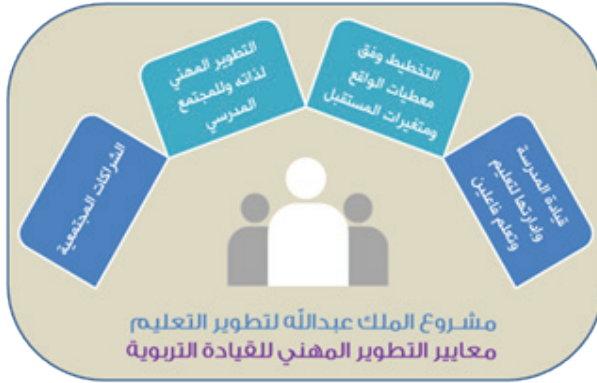 قيادة المدرسة
وإدارتها لتعليم
وتعلم فاعلين
التخطيط وفق
معطيات الواقع
ومتغيرات المستقبل
التطوير المهني
لذاته وللمجتمع
المدرسي
الشراكات المجتمعية
مشروع الملك عبدالله لتطوير التعليم
معايير التطوير المهني للقيادة التربوية